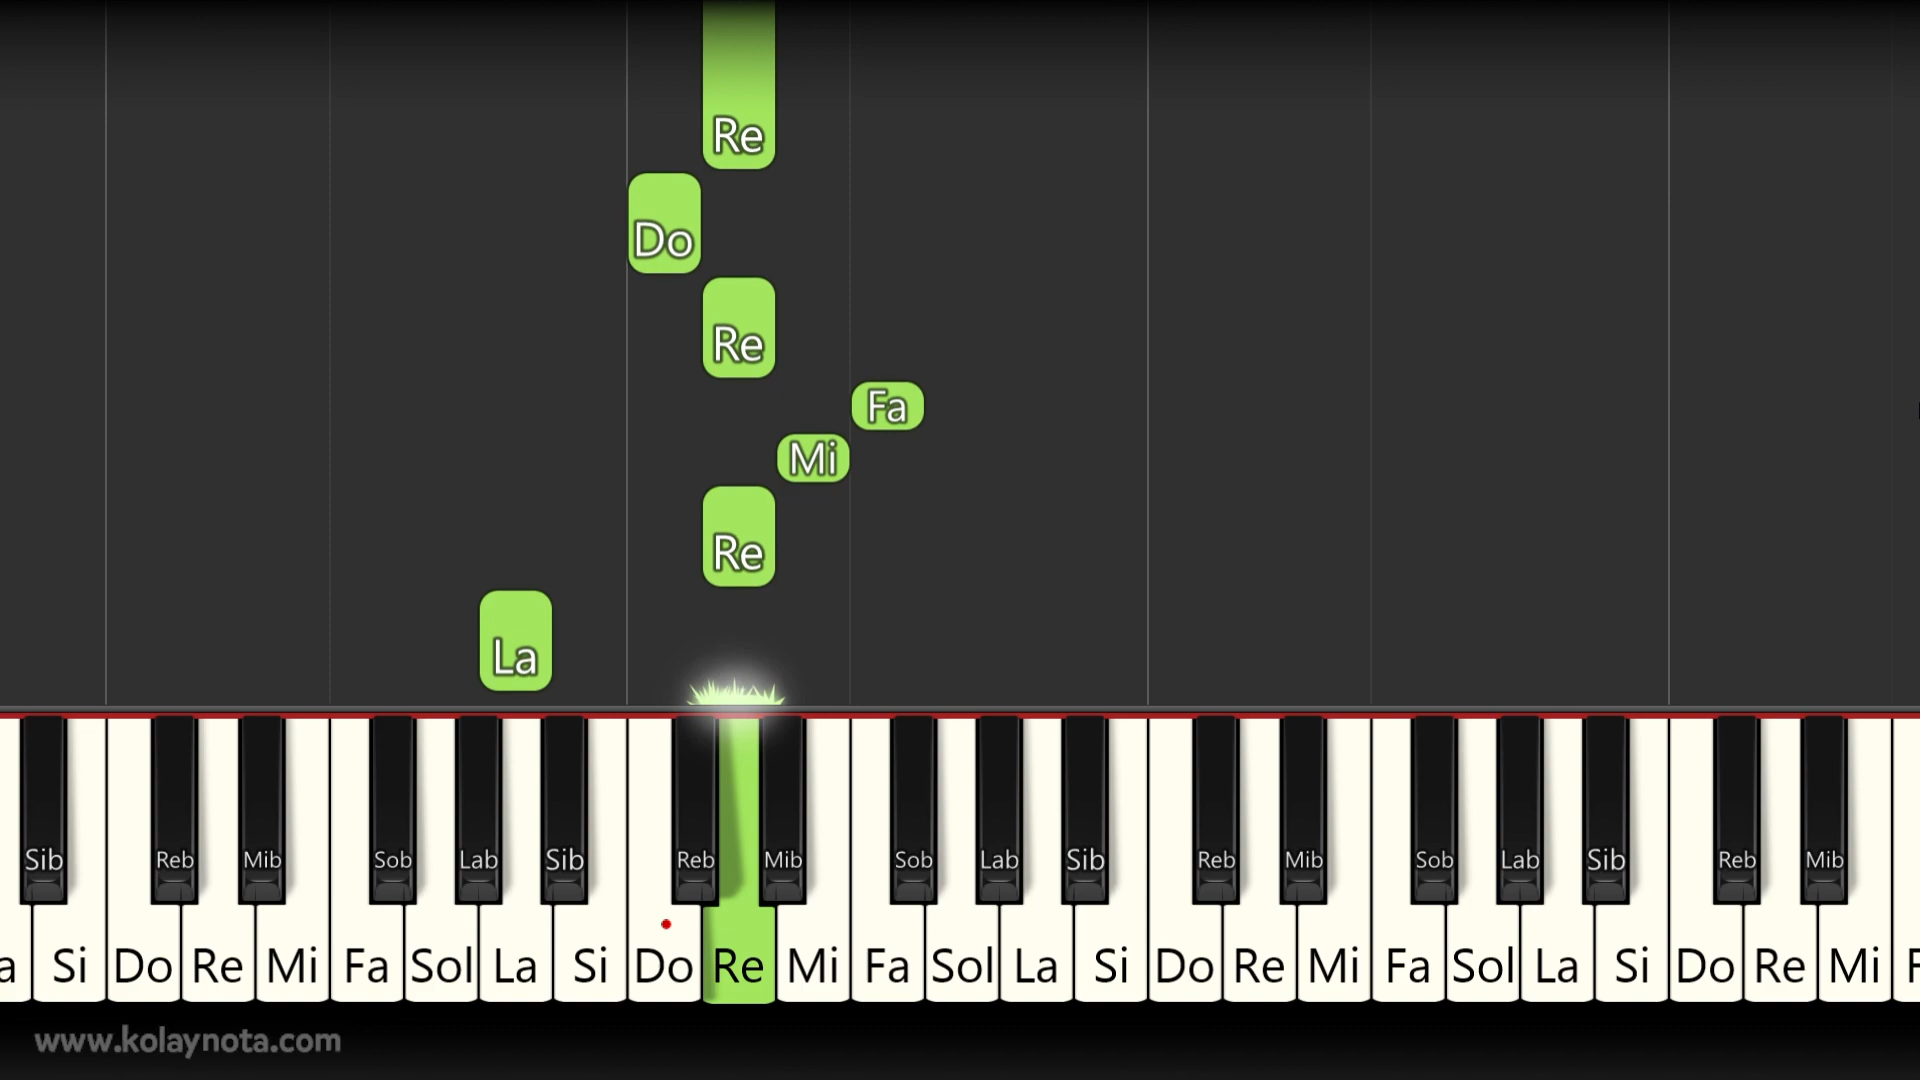 Re
Do
Re
Fa
Mi
Re
La
Sib Reb Mib Sob Lab Sib Reb Mib Sob Lab Sib Reb Mib Sob Lab Sib Reb Mib
a Si Do Re Mi Fa Sol La Si Do Re Mi Fa Sol La Si Do Re Mi Fa Sol La Si Do Re Mi F
www.kolaynota.com